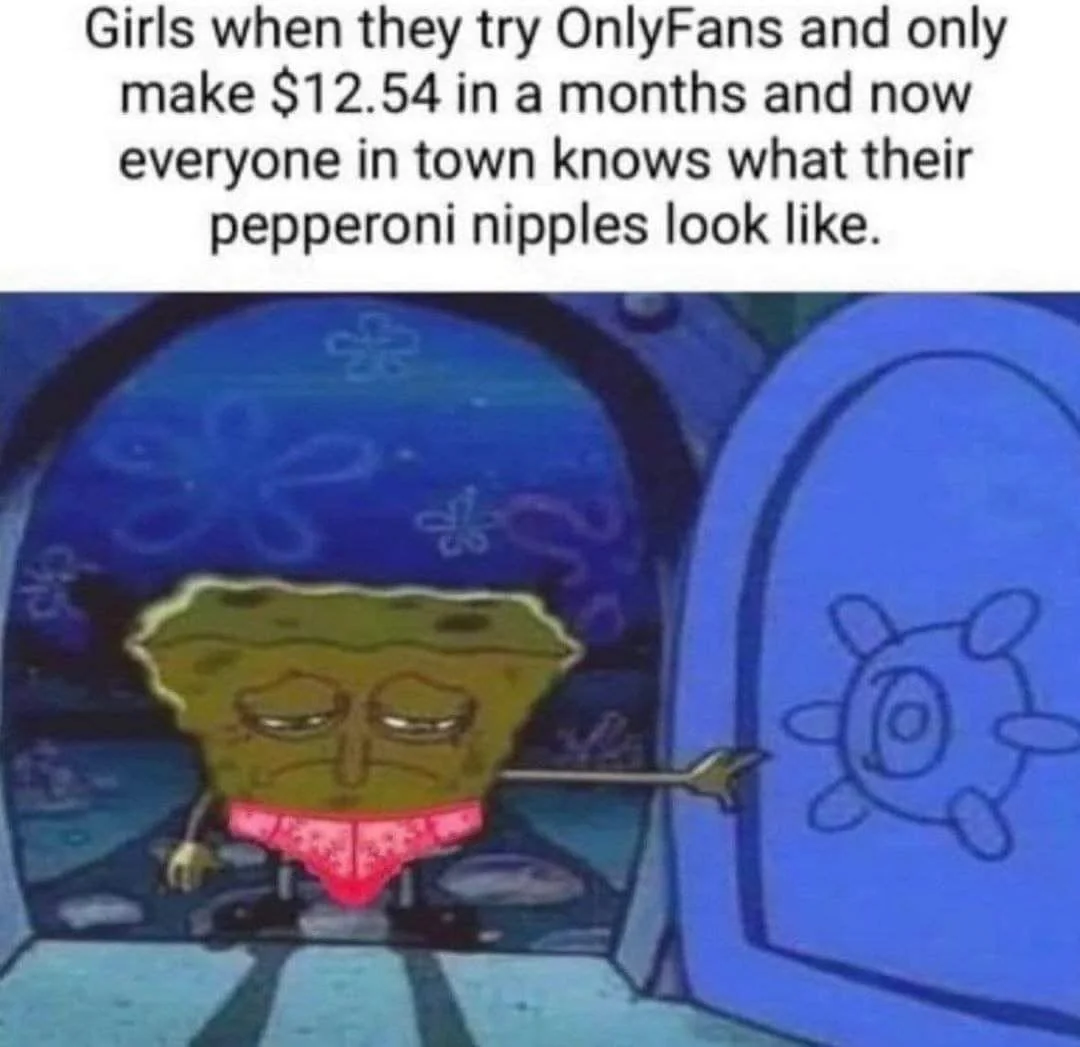 Girls when they try OnlyFans and only
make $12.54 in a months and now
everyone in town knows what their
pepperoni nipples look like.